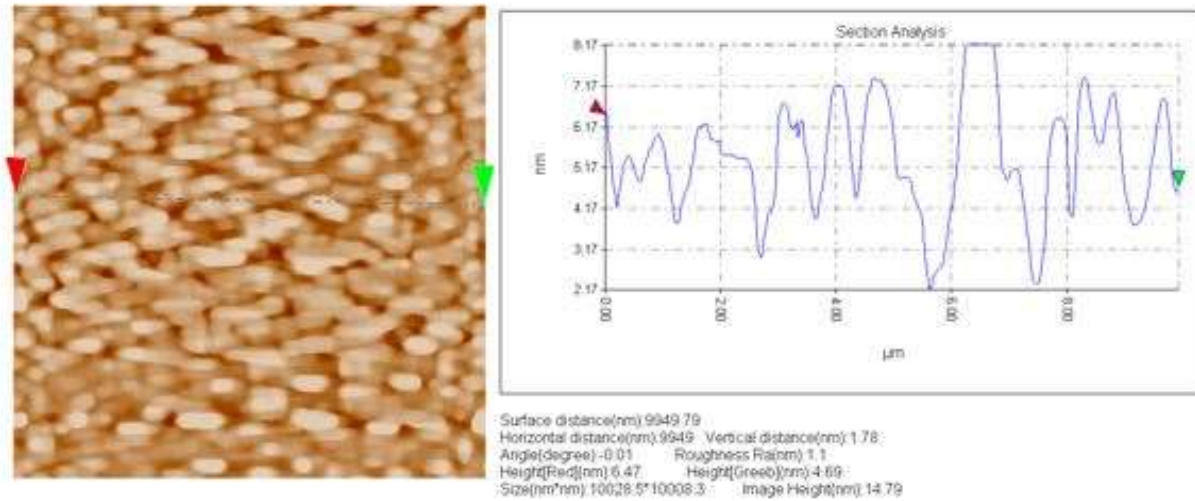 Section Analysis
8.17
7.17
6.17
5.17
4.17
3.17
2.17
nm
0.00
2.00
4.00
6.00
8.00
µm
Surface distance(nm):9949.79
Horizontal distance(nm):9949 Vertical distance(nm):1.78
Angle(degree):-0.01 Roughness Ra(nm):1.1
Height[Red](nm):6.47 Height[Greeb](nm):4.69
Size(nm*nm):10028.5*10008.3 Image Height(nm):14.79